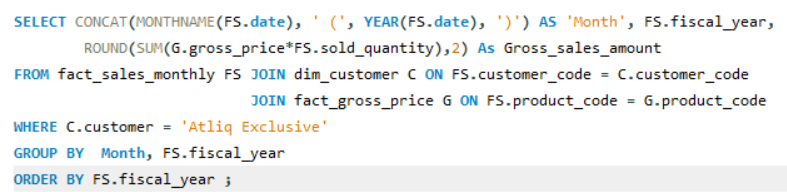 SELECT CONCAT(MONTHNAME(FS.date), ' (', YEAR(FS.date), ')') AS 'Month', FS.fiscal_year,
ROUND(SUM(G.gross_price*FS.sold_quantity),2) As Gross_sales_amount
FROM fact_sales_monthly FS JOIN dim_customer C ON FS.customer_code = C.customer_code
JOIN fact_gross_price G ON FS.product_code = G.product_code
WHERE C.customer = 'Atliq Exclusive'
GROUP BY Month, FS.fiscal_year
ORDER BY FS.fiscal_year ;